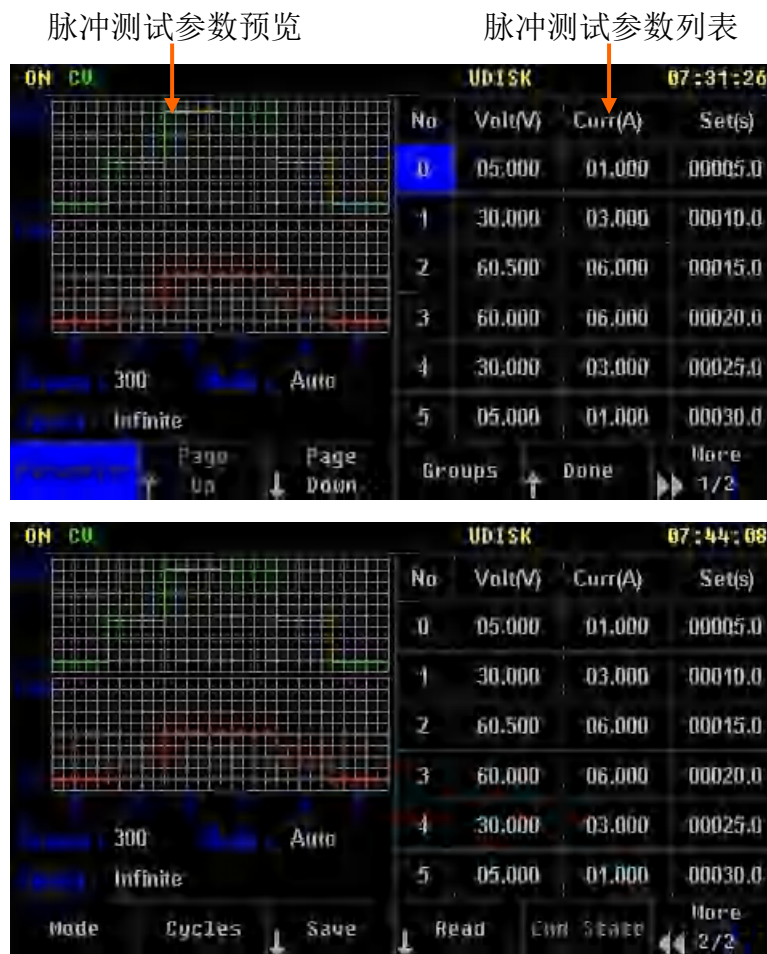 脉冲测试参数预览 脉冲测试参数列表
ON CV UDISK 07:31:26
No Volt(V) Curr(A) Set(s)
0 05.000 01.000 00005.0
1 30.000 03.000 00010.0
2 60.500 06.000 00015.0
3 60.000 06.000 00020.0
4 30.000 03.000 00025.0
5 05.000 01.000 00030.0
300 Auto
Infinite
Parameter Page Up Page Down Groups Done More 1/2
ON CV UDISK 07:44:08
No Volt(V) Curr(A) Set(s)
0 05.000 01.000 00005.0
1 30.000 03.000 00010.0
2 60.500 06.000 00015.0
3 60.000 06.000 00020.0
4 30.000 03.000 00025.0
5 05.000 01.000 00030.0
300 Auto
Infinite
Mode Cycles Save Read End State More 2/2